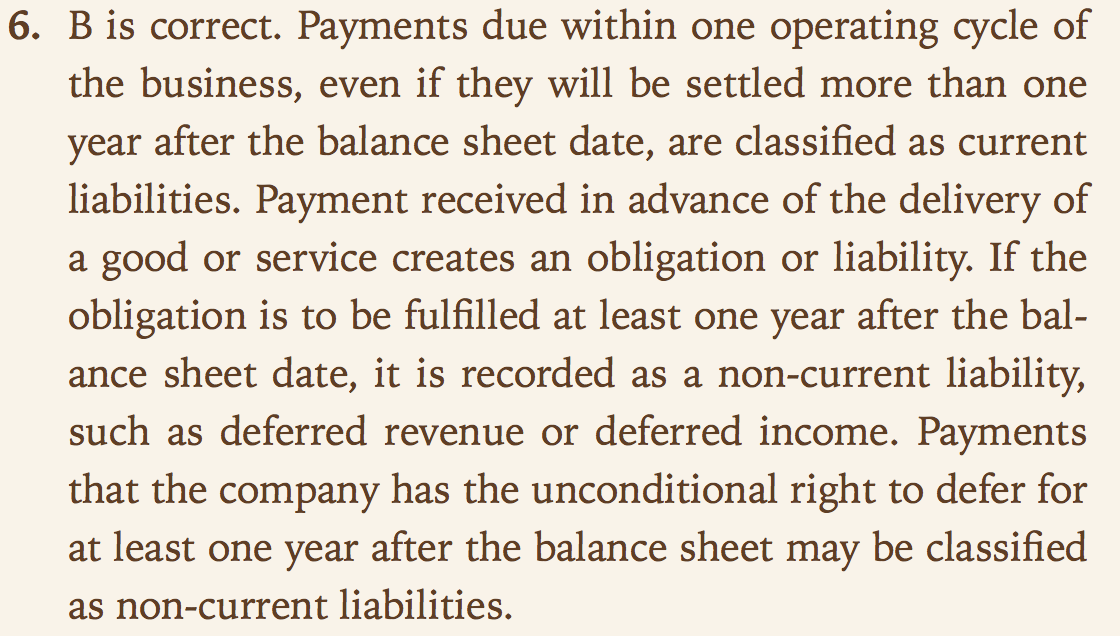 6. B is correct. Payments due within one operating cycle of
the business, even if they will be settled more than one
year after the balance sheet date, are classified as current
liabilities. Payment received in advance of the delivery of
a good or service creates an obligation or liability. If the
obligation is to be fulfilled at least one year after the bal-
ance sheet date, it is recorded as a non-current liability,
such as deferred revenue or deferred income. Payments
that the company has the unconditional right to defer for
at least one year after the balance sheet may be classified
as non-current liabilities.